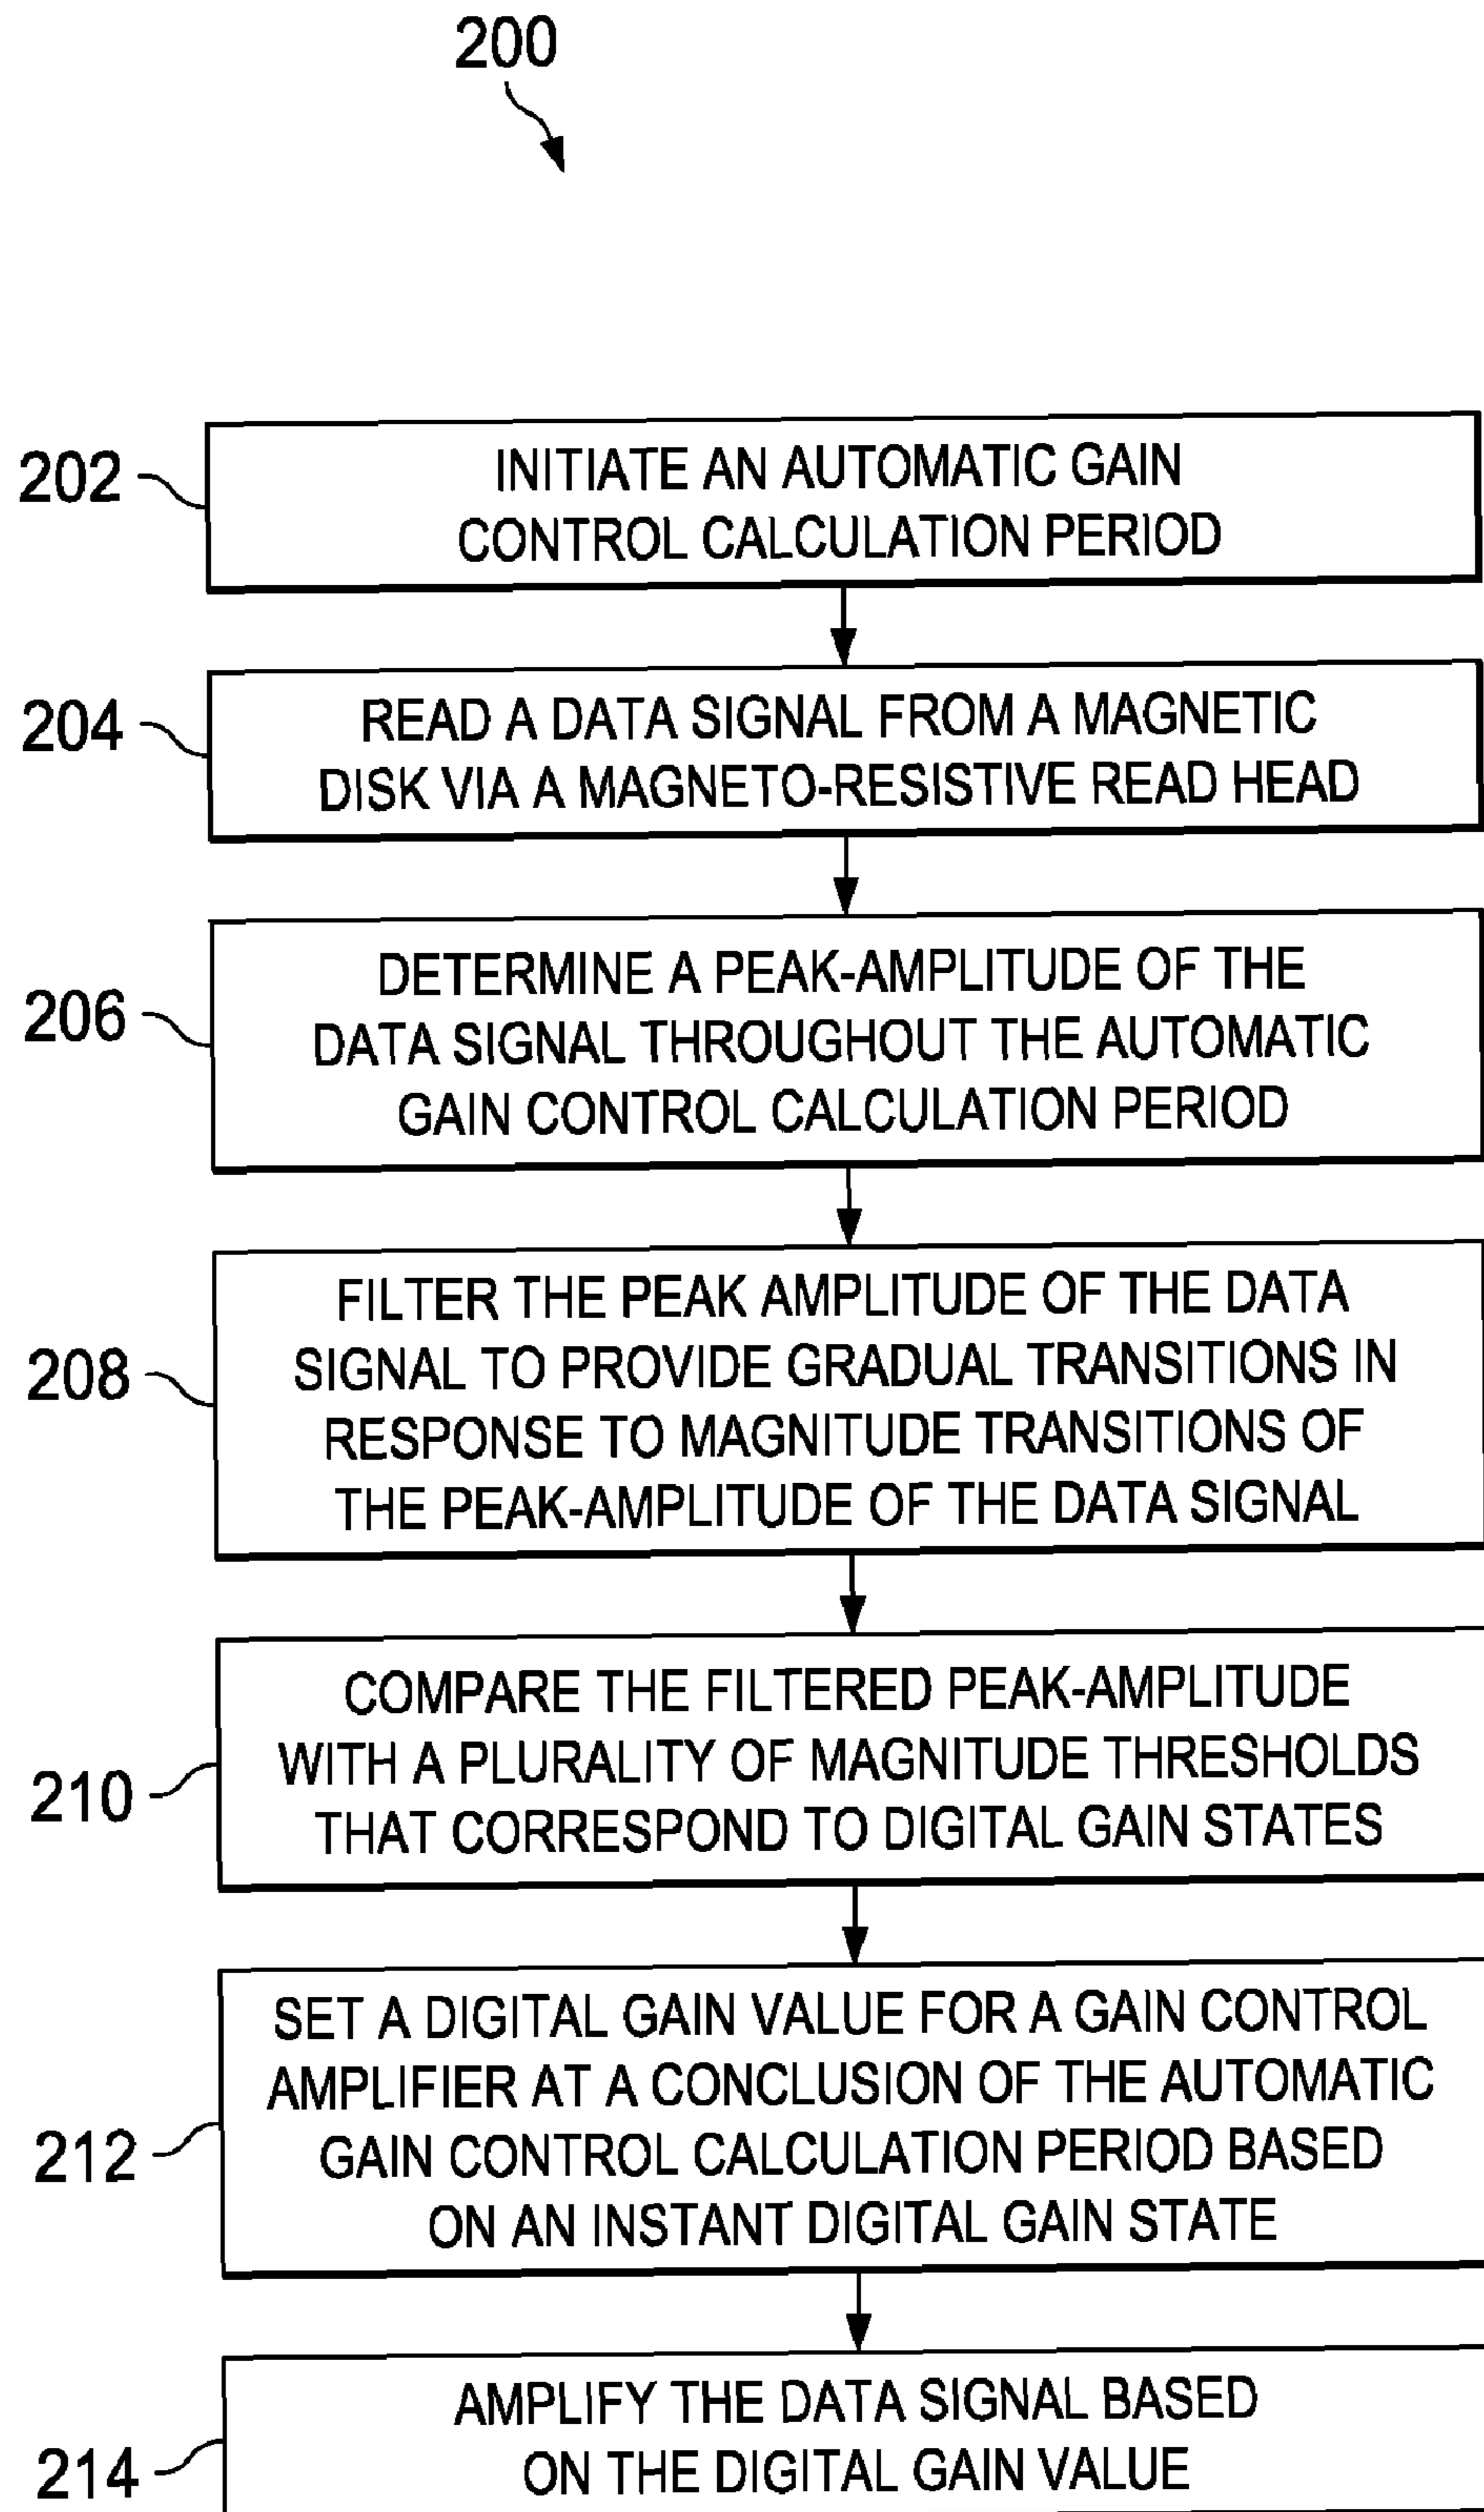 200
202
INITIATE AN AUTOMATIC GAIN
CONTROL CALCULATION PERIOD
204
READ A DATA SIGNAL FROM A MAGNETIC
DISK VIA A MAGNETO-RESISTIVE READ HEAD
206
DETERMINE A PEAK-AMPLITUDE OF THE
DATA SIGNAL THROUGHOUT THE AUTOMATIC
GAIN CONTROL CALCULATION PERIOD
208
FILTER THE PEAK AMPLITUDE OF THE DATA
SIGNAL TO PROVIDE GRADUAL TRANSITIONS IN
RESPONSE TO MAGNITUDE TRANSITIONS OF
THE PEAK-AMPLITUDE OF THE DATA SIGNAL
210
COMPARE THE FILTERED PEAK-AMPLITUDE
WITH A PLURALITY OF MAGNITUDE THRESHOLDS
THAT CORRESPOND TO DIGITAL GAIN STATES
212
SET A DIGITAL GAIN VALUE FOR A GAIN CONTROL
AMPLIFIER AT A CONCLUSION OF THE AUTOMATIC
GAIN CONTROL CALCULATION PERIOD BASED
ON AN INSTANT DIGITAL GAIN STATE
214
AMPLIFY THE DATA SIGNAL BASED
ON THE DIGITAL GAIN VALUE